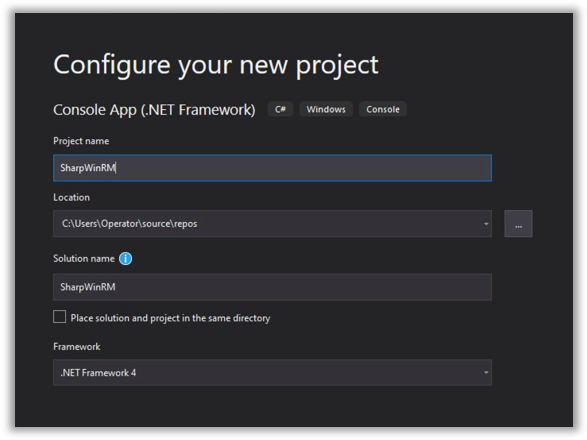 Configure your new project
Console App (.NET Framework) C# Windows Console
Project name
SharpWinRM
Location
C:\Users\Operator\source\repos
...
Solution name
SharpWinRM
Place solution and project in the same directory
Framework
.NET Framework 4